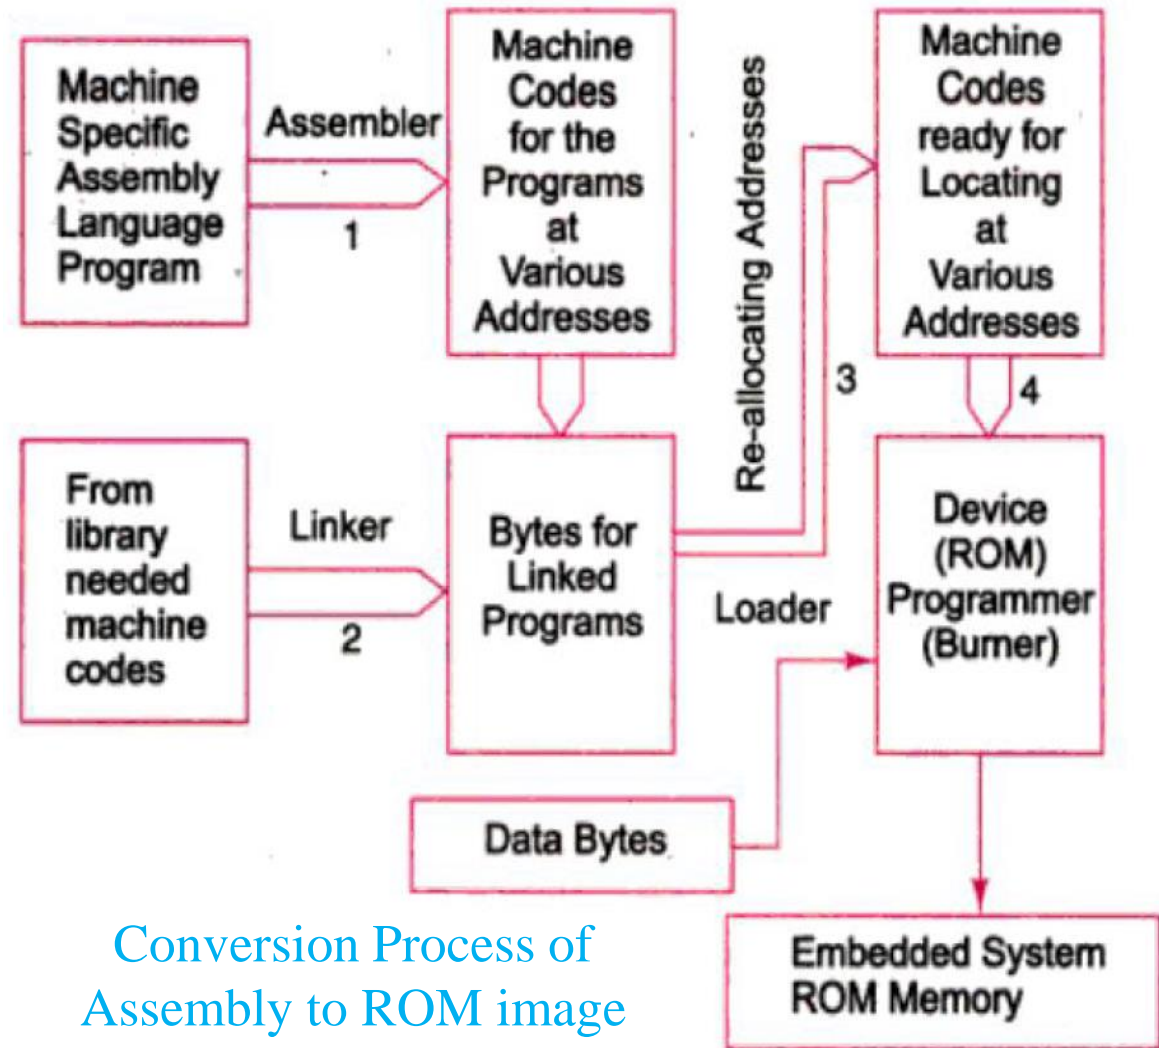 Machine
Specific
Assembly
Language
Program
Assembler
1
Machine
Codes
for the
Programs
at
Various
Addresses
Re-allocating Addresses
3
Machine
Codes
ready for
Locating
at
Various
Addresses
4
From
library
needed
machine
codes
Linker
2
Bytes for
Linked
Programs
Loader
Device
(ROM)
Programmer
(Burner)
Data Bytes
Embedded System
ROM Memory
Conversion Process of
Assembly to ROM image